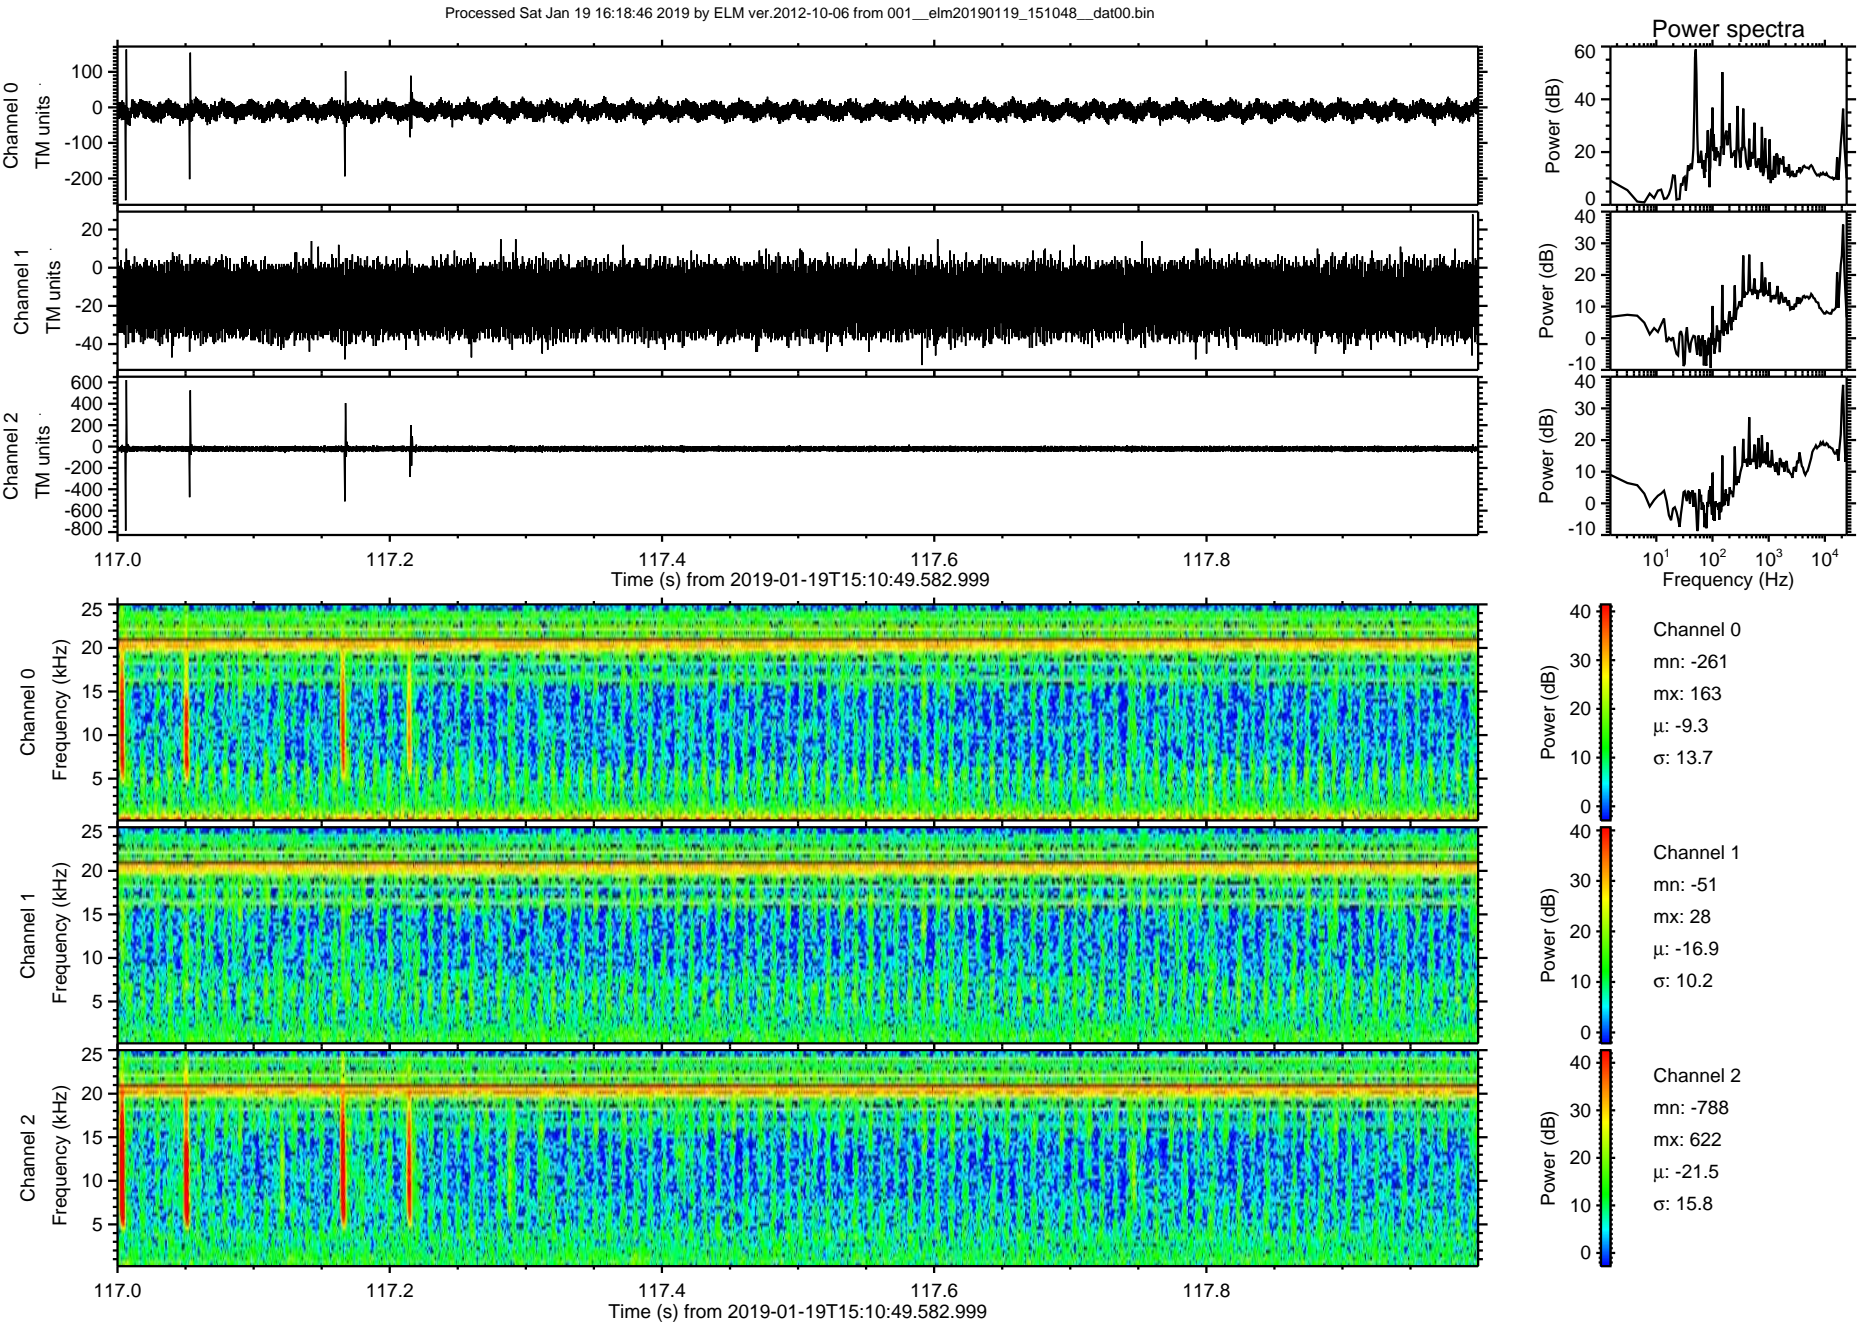 Processed Sat Jan 19 16:18:46 2019 by ELM ver.2012-10-06 from 001__elm20190119_151048__dat00.bin
Power spectra
Channel 0
TM units
100
0
-100
-200
Power (dB)
60
40
20
0
Channel 1
TM units
20
0
-20
-40
Power (dB)
40
30
20
10
0
-10
Channel 2
TM units
600
400
200
0
-200
-400
-600
-800
Power (dB)
40
30
20
10
0
-10
117.0 117.2 117.4 117.6 117.8
Time (s) from 2019-01-19T15:10:49.582.999
10¹ 10² 10³ 10⁴
Frequency (Hz)
Channel 0
Frequency (kHz)
25
20
15
10
5
Power (dB)
40
30
20
10
0
Channel 0
mn: -261
mx: 163
μ: -9.3
σ: 13.7
Channel 1
Frequency (kHz)
25
20
15
10
5
Power (dB)
40
30
20
10
0
Channel 1
mn: -51
mx: 28
μ: -16.9
σ: 10.2
Channel 2
Frequency (kHz)
25
20
15
10
5
Power (dB)
40
30
20
10
0
Channel 2
mn: -788
mx: 622
μ: -21.5
σ: 15.8
117.0 117.2 117.4 117.6 117.8
Time (s) from 2019-01-19T15:10:49.582.999